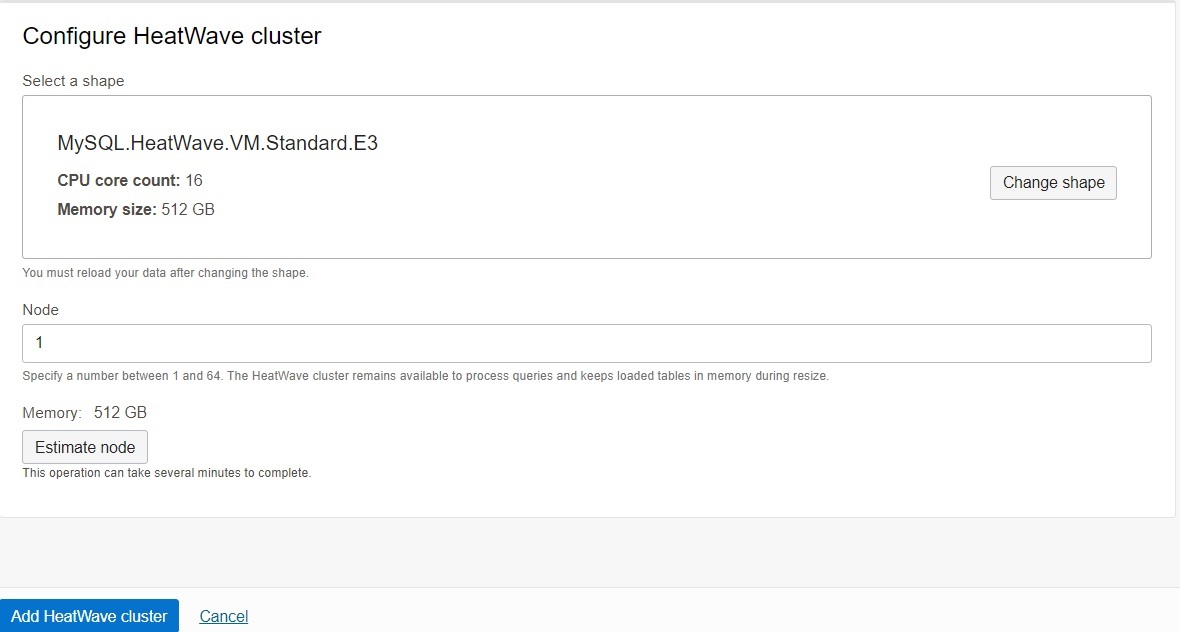 Configure HeatWave cluster
Select a shape
MySQL.HeatWave.VM.Standard.E3
CPU core count: 16
Change shape
Memory size: 512 GB
You must reload your data after changing the shape.
Node
1
Specify a number between 1 and 64. The HeatWave cluster remains available to process queries and keeps loaded tables in memory during resize.
Memory: 512 GB
Estimate node
This operation can take several minutes to complete.
Add HeatWave cluster Cancel